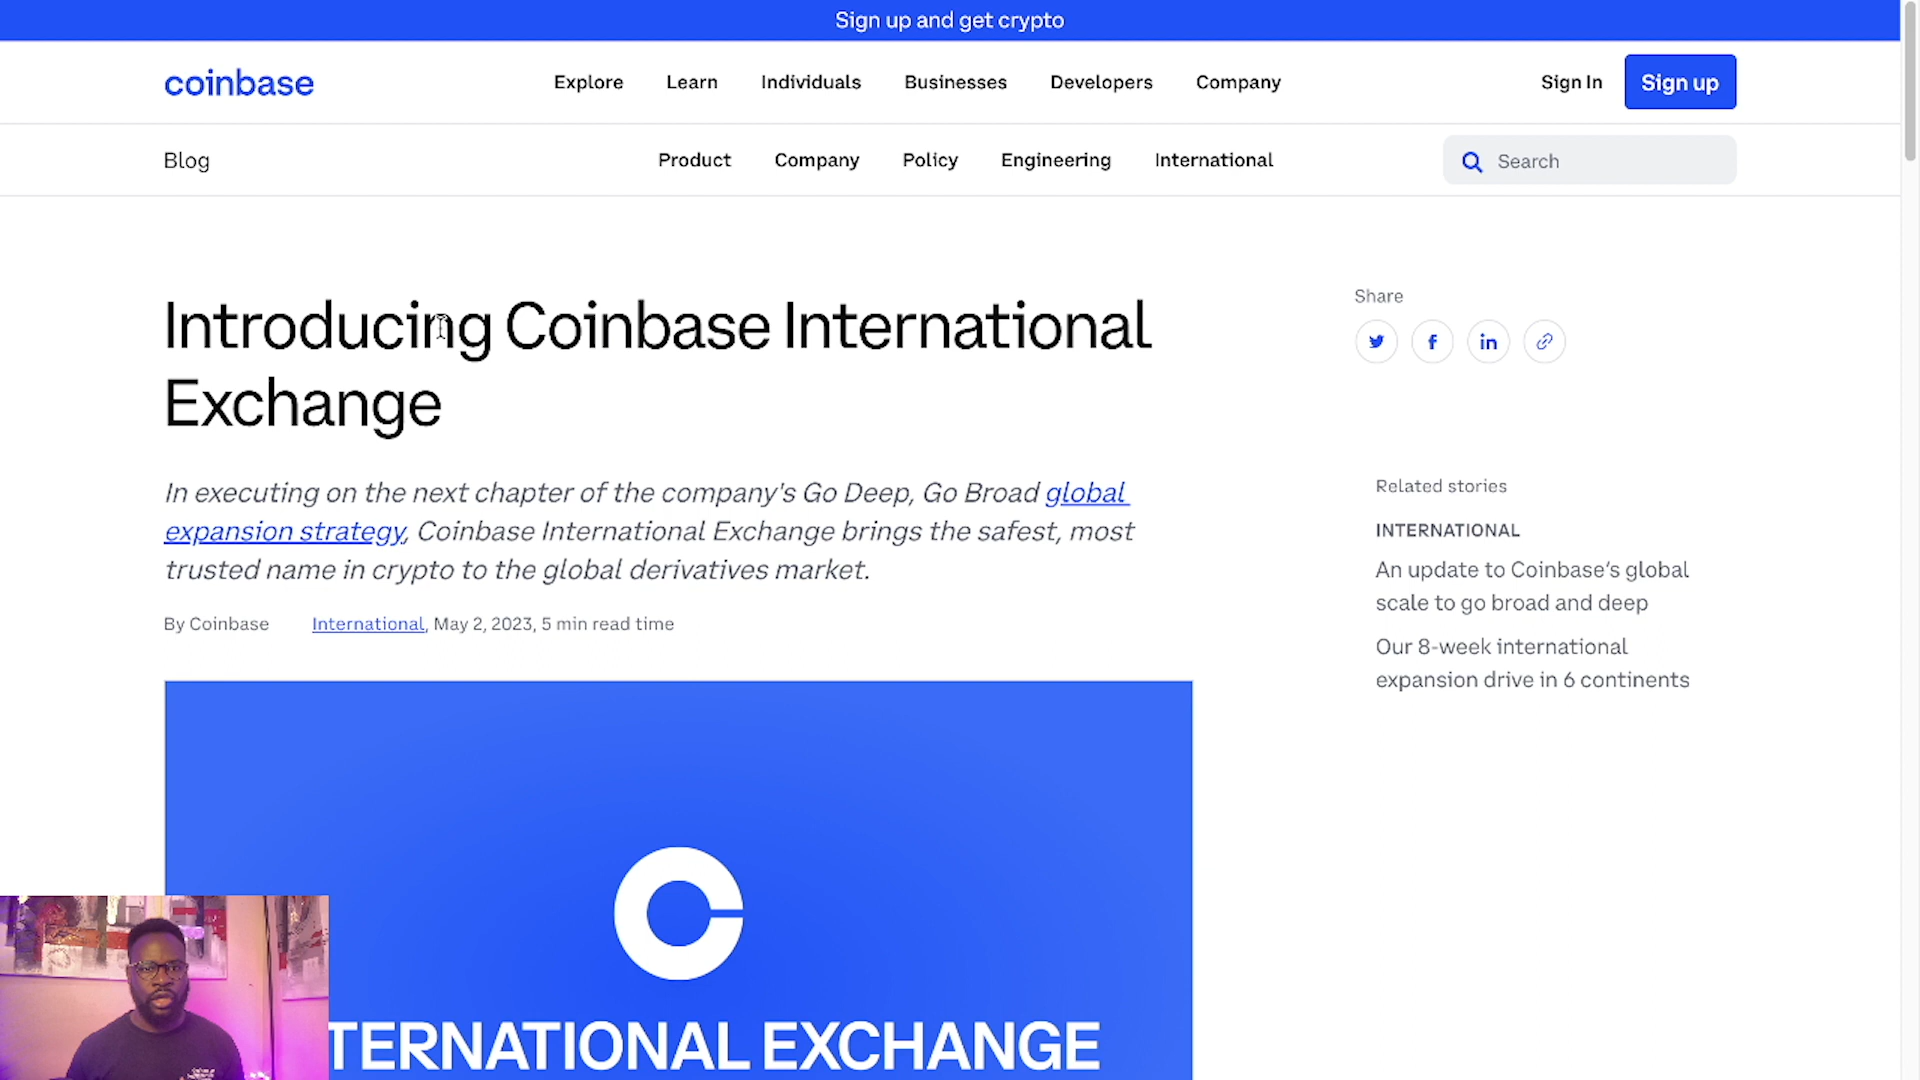 Sign up and get crypto
coinbase
Explore Learn Individuals Businesses Developers Company
Sign In Sign up
Blog
Product Company Policy Engineering International
Search
Introducing Coinbase International
Exchange
In executing on the next chapter of the company's Go Deep, Go Broad global
expansion strategy, Coinbase International Exchange brings the safest, most
trusted name in crypto to the global derivatives market.
By Coinbase International, May 2, 2023, 5 min read time
Share
Related stories
INTERNATIONAL
An update to Coinbase’s global
scale to go broad and deep
Our 8-week international
expansion drive in 6 continents
TERNATIONAL EXCHANGE